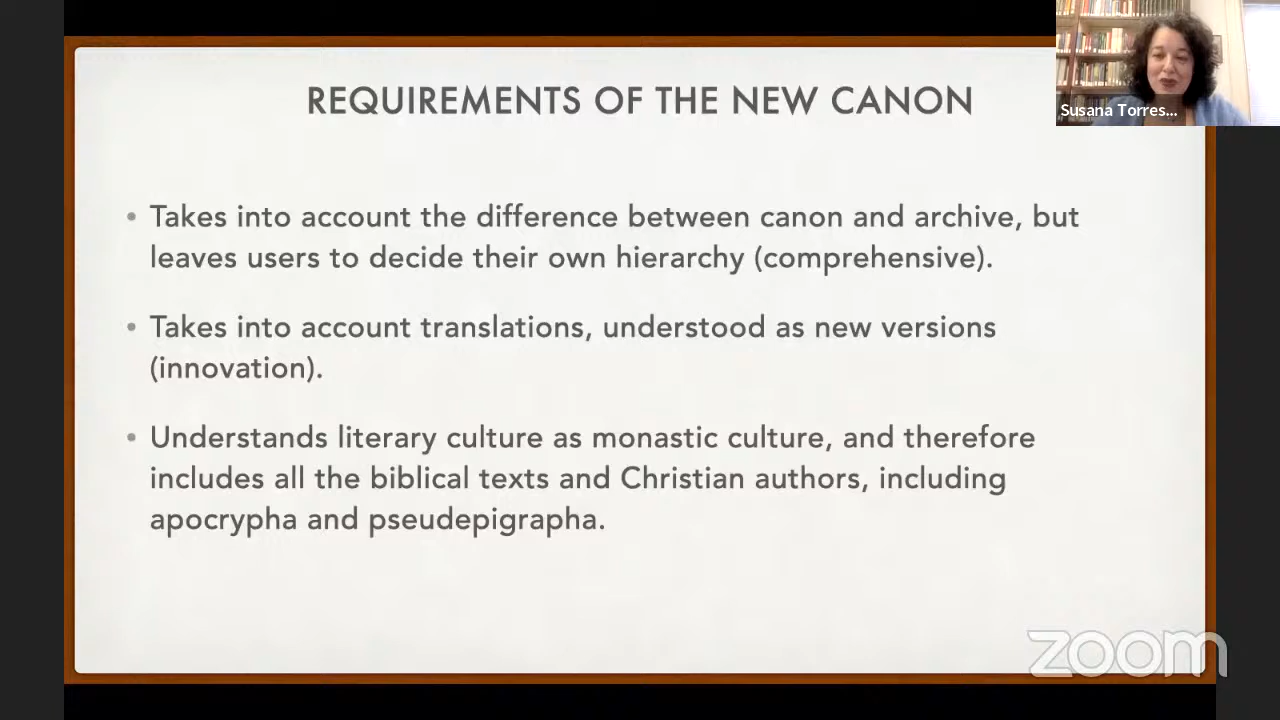 REQUIREMENTS OF THE NEW CANON
Susana Torres...
• Takes into account the difference between canon and archive, but
leaves users to decide their own hierarchy (comprehensive).
• Takes into account translations, understood as new versions
(innovation).
• Understands literary culture as monastic culture, and therefore
includes all the biblical texts and Christian authors, including
apocrypha and pseudepigrapha.
zoom